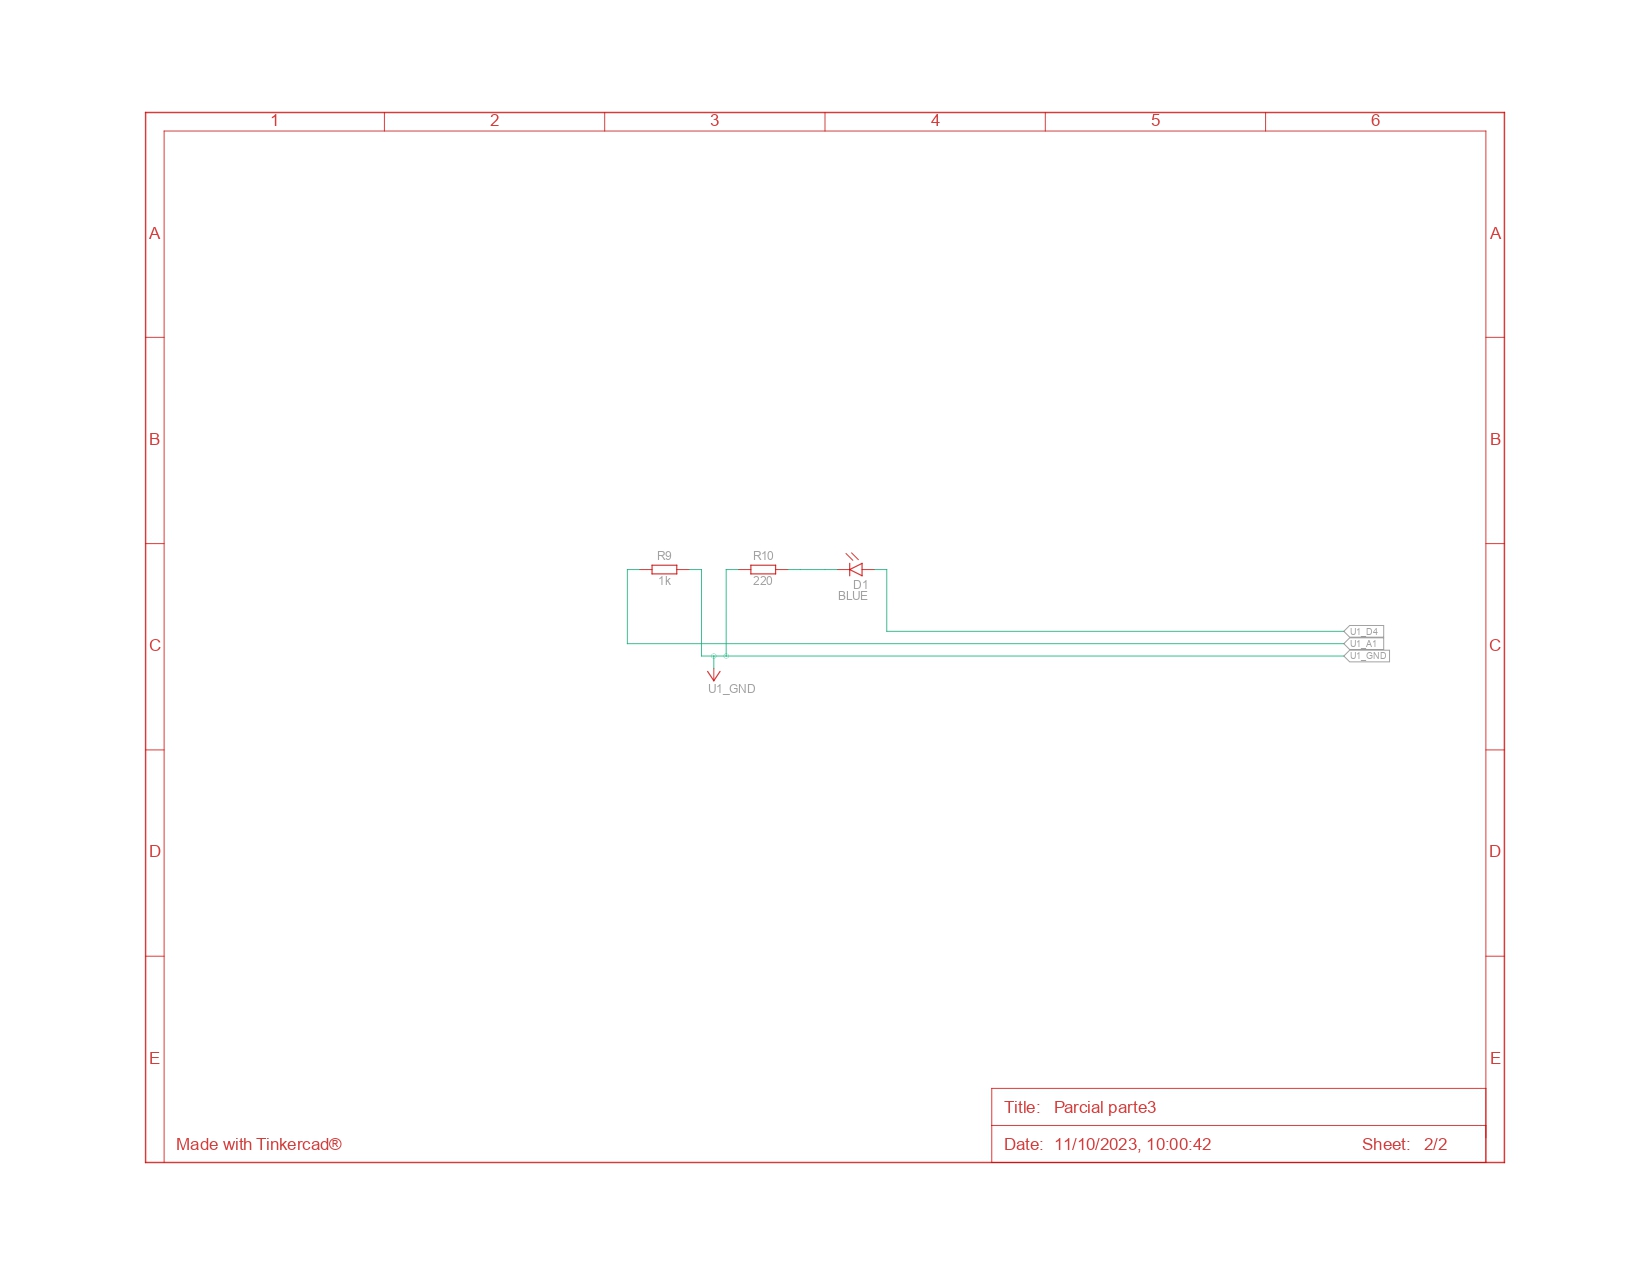 1 2 3 4 5 6
A A
B B
R9 R10
1k 220
D1
BLUE
U1_D4
C U1_A1 C
U1_GND
U1_GND
D D
E E
Title: Parcial parte3
Made with Tinkercad® Date: 11/10/2023, 10:00:42 Sheet: 2/2